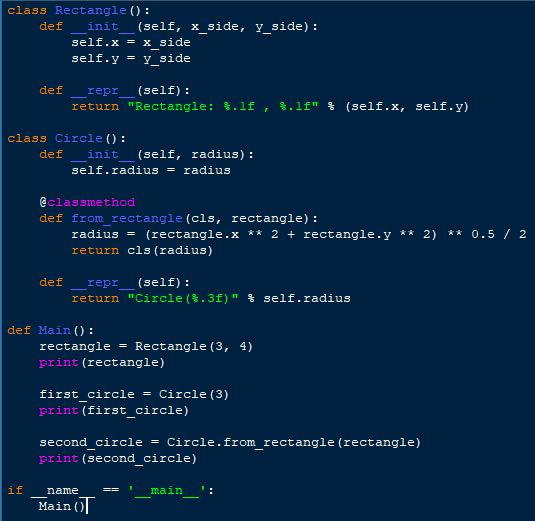 class Rectangle():
    def __init__(self, x_side, y_side):
        self.x = x_side
        self.y = y_side

    def __repr__(self):
        return "Rectangle: %.1f , %.1f" % (self.x, self.y)

class Circle():
    def __init__(self, radius):
        self.radius = radius

    @classmethod
    def from_rectangle(cls, rectangle):
        radius = (rectangle.x ** 2 + rectangle.y ** 2) ** 0.5 / 2
        return cls(radius)

    def __repr__(self):
        return "Circle(%.3f)" % self.radius

def Main():
    rectangle = Rectangle(3, 4)
    print(rectangle)

    first_circle = Circle(3)
    print(first_circle)

    second_circle = Circle.from_rectangle(rectangle)
    print(second_circle)

if __name__ == '__main__':
    Main()